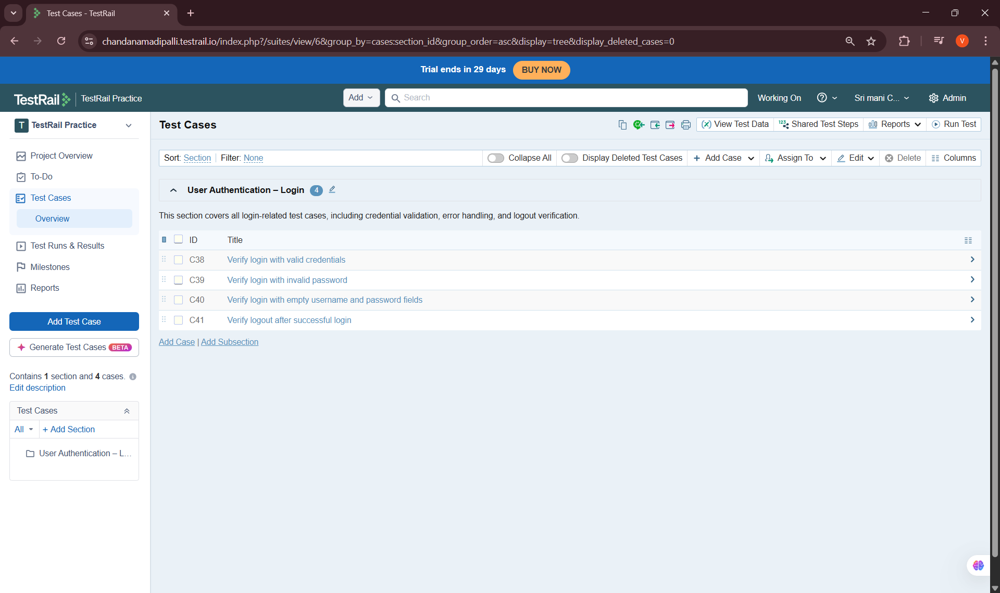 Test Cases - TestRail
chandanamadipalli.testrail.io/index.php?/suites/view/6&group_by=cases:section_id&group_order=asc&display=tree&display_deleted_cases=0
V
Trial ends in 29 days BUY NOW
TestRail TestRail Practice Add Search Working On Sri mani C... Admin
T TestRail Practice
Project Overview
To-Do
Test Cases
Overview
Test Runs & Results
Milestones
Reports
Add Test Case
Generate Test Cases BETA
Contains 1 section and 4 cases.
Edit description
Test Cases
All + Add Section
User Authentication – L...
Test Cases
View Test Data 123 Shared Test Steps Reports Run Test
Sort: Section Filter: None Collapse All Display Deleted Test Cases + Add Case Assign To Edit Delete Columns
User Authentication – Login 4
This section covers all login-related test cases, including credential validation, error handling, and logout verification.
ID Title
C38 Verify login with valid credentials
C39 Verify login with invalid password
C40 Verify login with empty username and password fields
C41 Verify logout after successful login
Add Case | Add Subsection